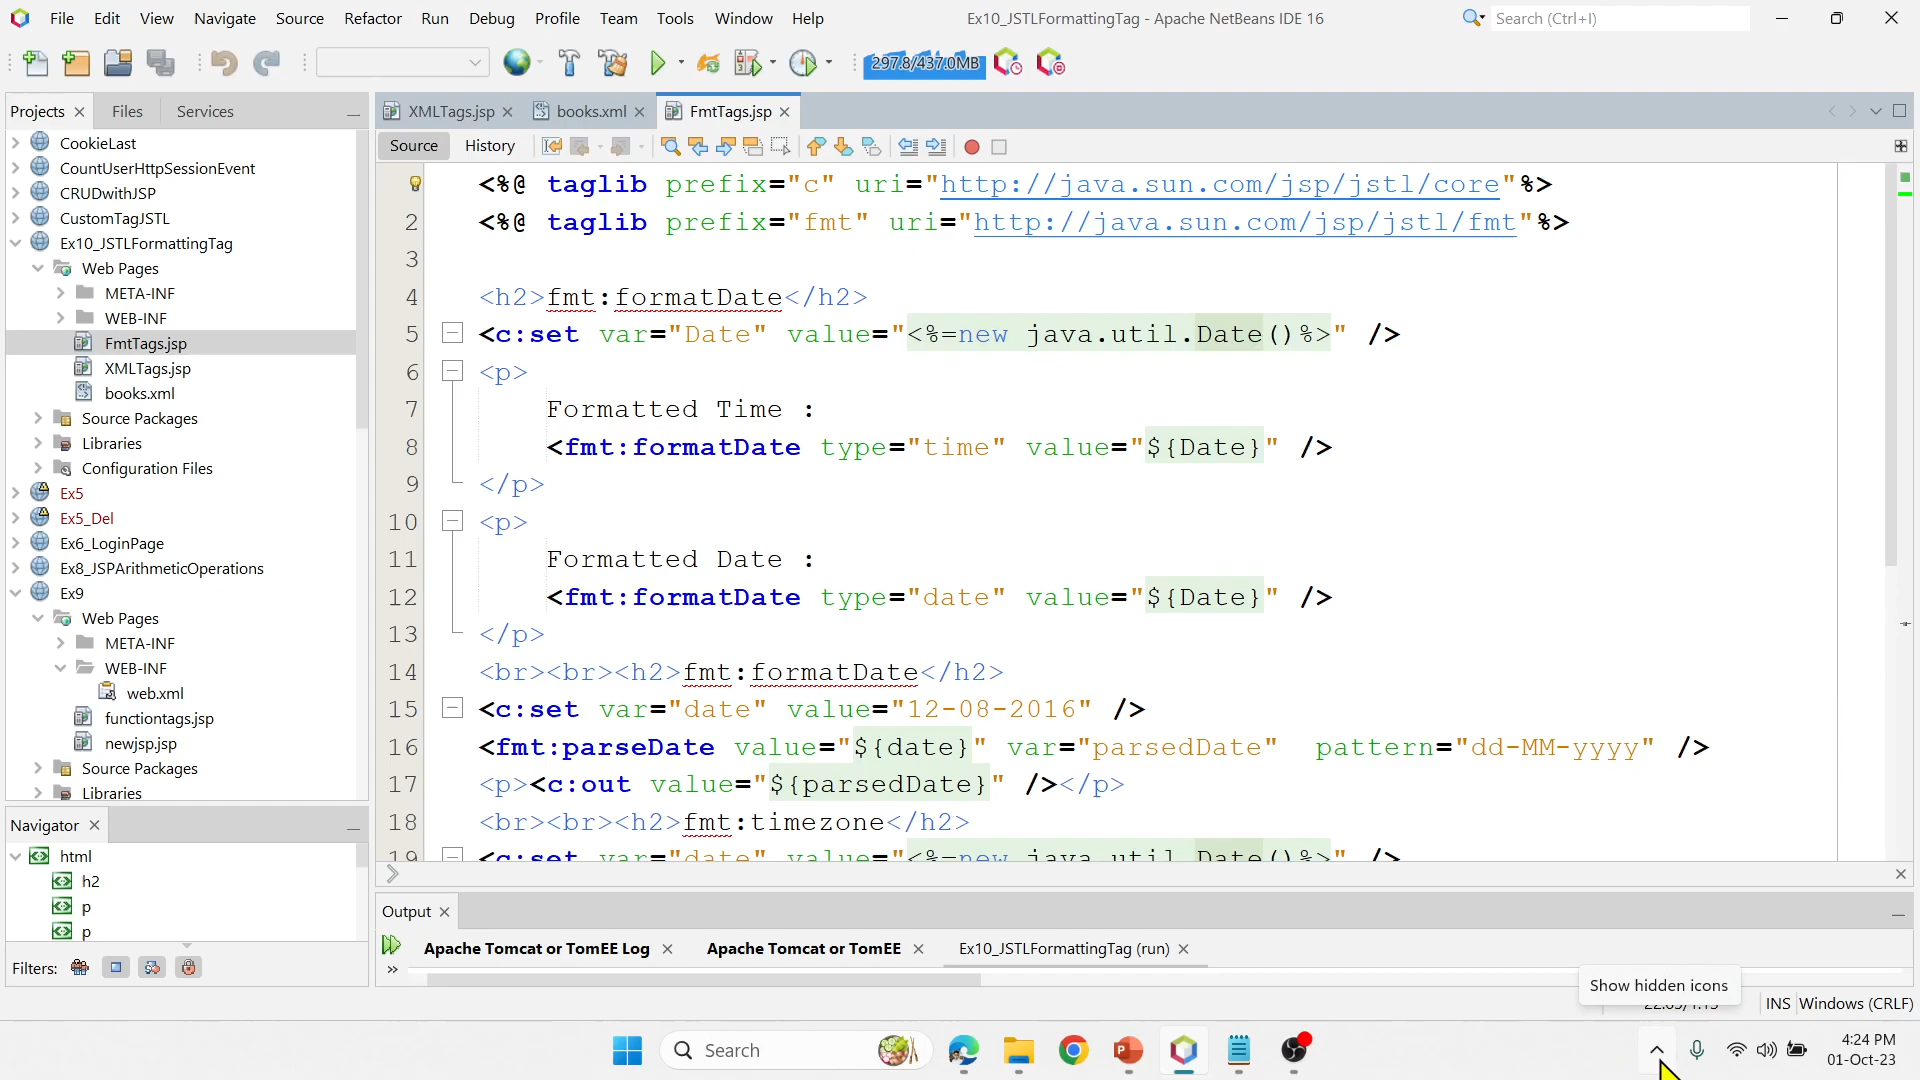 File Edit View Navigate Source Refactor Run Debug Profile Team Tools Window Help
Ex10_JSTLFormattingTag - Apache NetBeans IDE 16
Search (Ctrl+I)
297.8/437.0MB
Projects Files Services
CookieLast
CountUserHttpSessionEvent
CRUDwithJSP
CustomTagJSTL
Ex10_JSTLFormattingTag
Web Pages
META-INF
WEB-INF
FmtTags.jsp
XMLTags.jsp
books.xml
Source Packages
Libraries
Configuration Files
Ex5
Ex5_Del
Ex6_LoginPage
Ex8_JSPArithmeticOperations
Ex9
Web Pages
META-INF
WEB-INF
web.xml
functiontags.jsp
newjsp.jsp
Source Packages
Libraries
Navigator
html
h2
p
p
Filters:
XMLTags.jsp books.xml FmtTags.jsp
Source History
<%@ taglib prefix="c" uri="http://java.sun.com/jsp/jstl/core"%>
2 <%@ taglib prefix="fmt" uri="http://java.sun.com/jsp/jstl/fmt"%>
3
4 <h2>fmt:formatDate</h2>
5 <c:set var="Date" value="<%=new java.util.Date()%>" />
6 <p>
7 Formatted Time :
8 <fmt:formatDate type="time" value="${Date}" />
9 </p>
10 <p>
11 Formatted Date :
12 <fmt:formatDate type="date" value="${Date}" />
13 </p>
14 <br><br><h2>fmt:formatDate</h2>
15 <c:set var="date" value="12-08-2016" />
16 <fmt:parseDate value="${date}" var="parsedDate" pattern="dd-MM-yyyy" />
17 <p><c:out value="${parsedDate}" /></p>
18 <br><br><h2>fmt:timezone</h2>
19 <c:set var="date" value="<%=new java.util.Date()%>" />
Output
Apache Tomcat or TomEE Log Apache Tomcat or TomEE Ex10_JSTLFormattingTag (run)
Show hidden icons
INS Windows (CRLF)
Search
4:24 PM
01-Oct-23